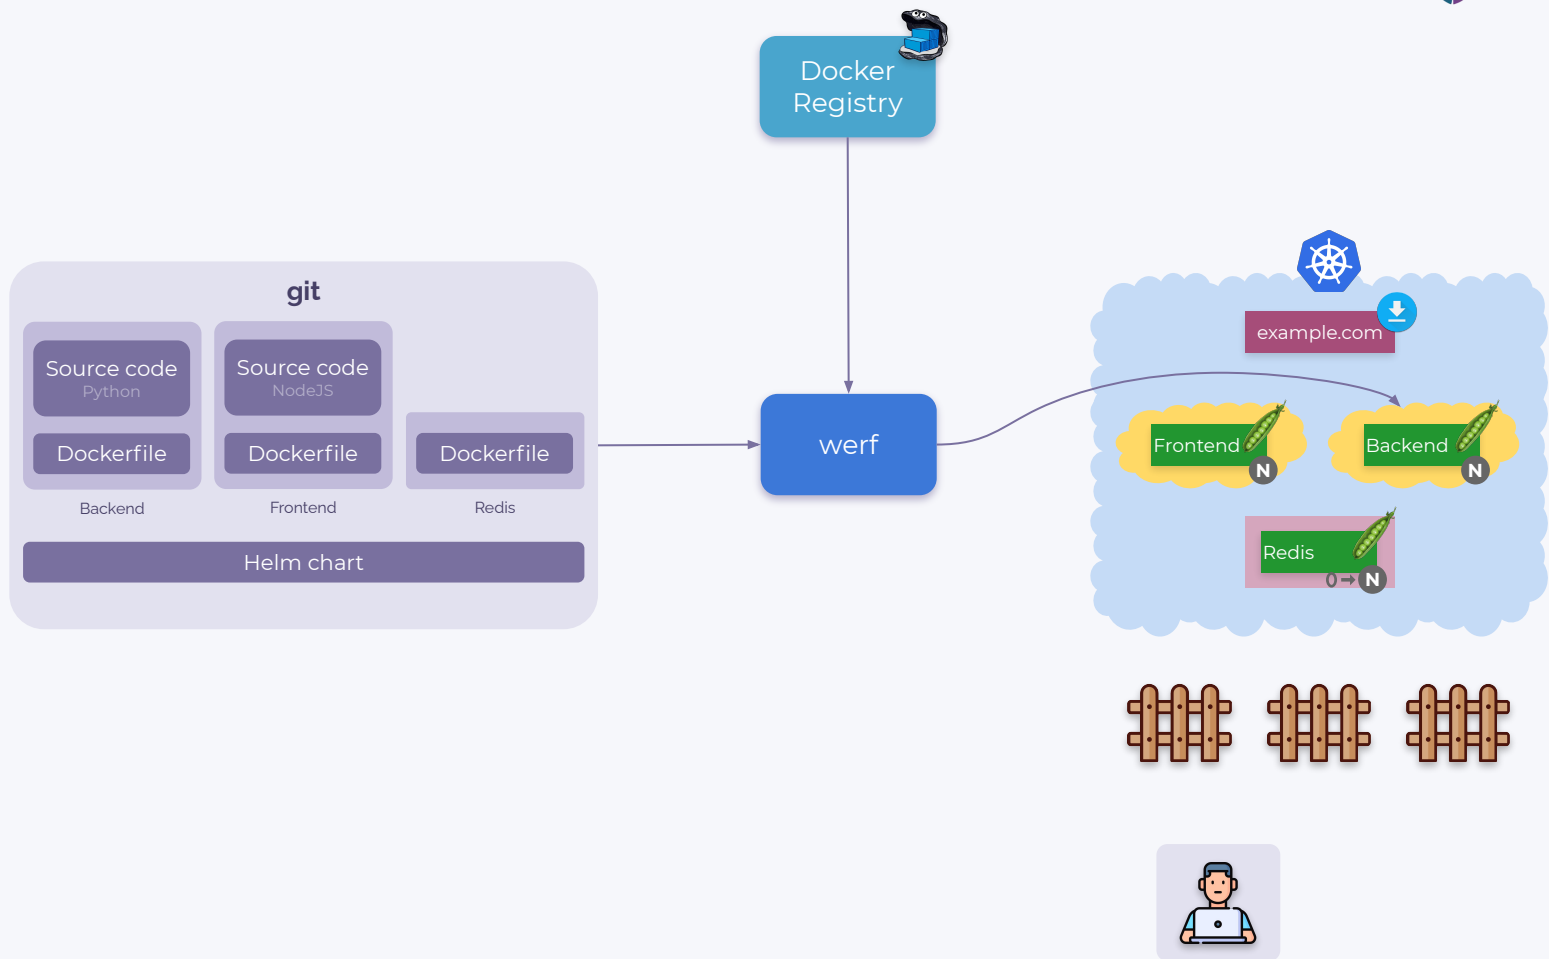 Docker
Registry
git
Source code
Python
Dockerfile
Backend
Source code
NodeJS
Dockerfile
Frontend
Dockerfile
Redis
Helm chart
werf
example.com
Frontend
N
Backend
N
Redis
0
N